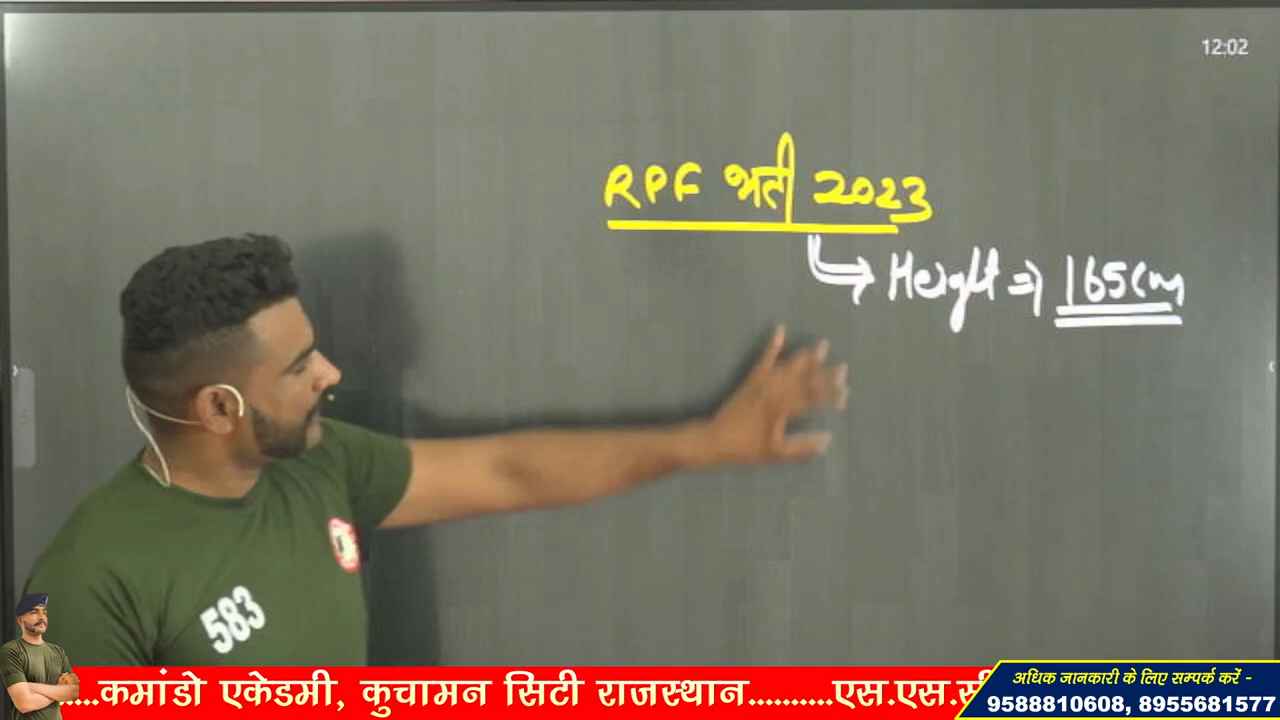 12:02
RPF भर्ती 2023
Height ⇒ 165cm
583
.....कमांडो एकेडमी, कुचामन सिटी राजस्थान..........एस.एस.सी
अधिक जानकारी के लिए सम्पर्क करें -
9588810608, 8955681577